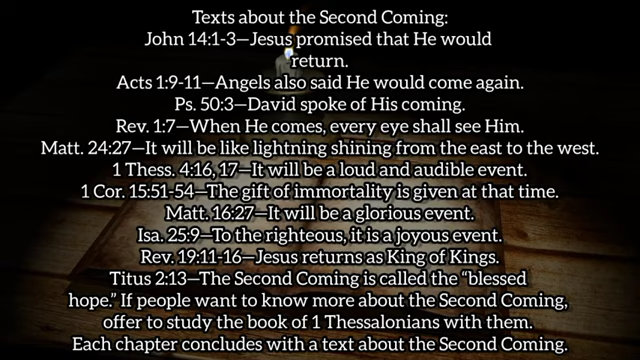 Texts about the Second Coming:
John 14:1-3—Jesus promised that He would
return.
Acts 1:9-11—Angels also said He would come again.
Ps. 50:3—David spoke of His coming.
Rev. 1:7—When He comes, every eye shall see Him.
Matt. 24:27—It will be like lightning shining from the east to the west.
1 Thess. 4:16, 17—It will be a loud and audible event.
1 Cor. 15:51-54—The gift of immortality is given at that time.
Matt. 16:27—It will be a glorious event.
Isa. 25:9—To the righteous, it is a joyous event.
Rev. 19:11-16—Jesus returns as King of Kings.
Titus 2:13—The Second Coming is called the “blessed
hope.” If people want to know more about the Second Coming,
offer to study the book of 1 Thessalonians with them.
Each chapter concludes with a text about the Second Coming.